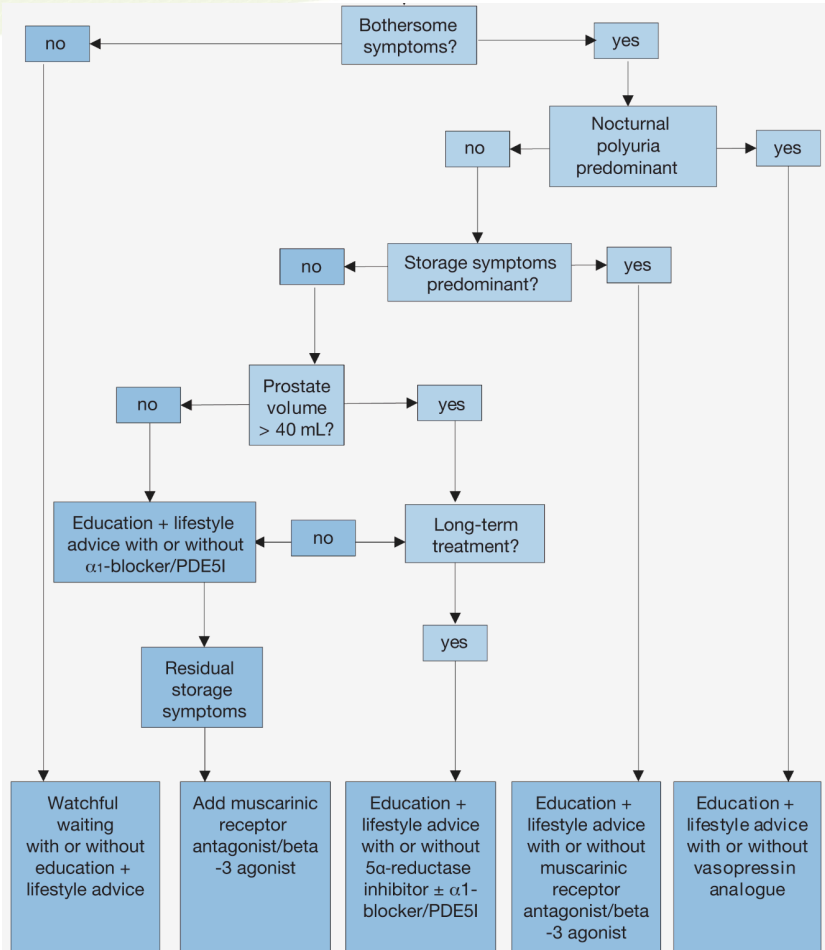 Bothersome
symptoms?
no
yes
Nocturnal
polyuria
predominant
no
yes
Storage symptoms
predominant?
no
yes
Prostate
volume
> 40 mL?
no
yes
Education + lifestyle
advice with or without
α1-blocker/PDE5I
no
Long-term
treatment?
yes
Residual
storage
symptoms
Watchful
waiting
with or without
education +
lifestyle advice
Add muscarinic
receptor
antagonist/beta
-3 agonist
Education +
lifestyle advice
with or without
5α-reductase
inhibitor ± α1-
blocker/PDE5I
Education +
lifestyle advice
with or without
muscarinic
receptor
antagonist/beta
-3 agonist
Education +
lifestyle advice
with or without
vasopressin
analogue